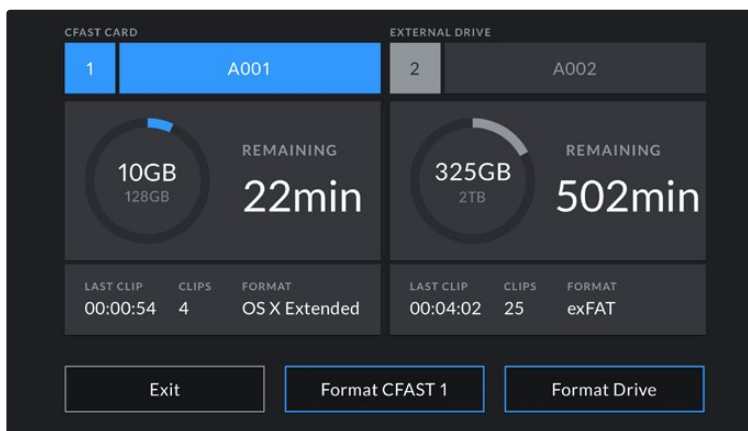 CFAST CARD
1 A001
10GB
128GB
REMAINING
22min
LAST CLIP CLIPS FORMAT
00:00:54 4 OS X Extended
EXTERNAL DRIVE
2 A002
325GB
2TB
REMAINING
502min
LAST CLIP CLIPS FORMAT
00:04:02 25 exFAT
Exit Format CFAST 1 Format Drive